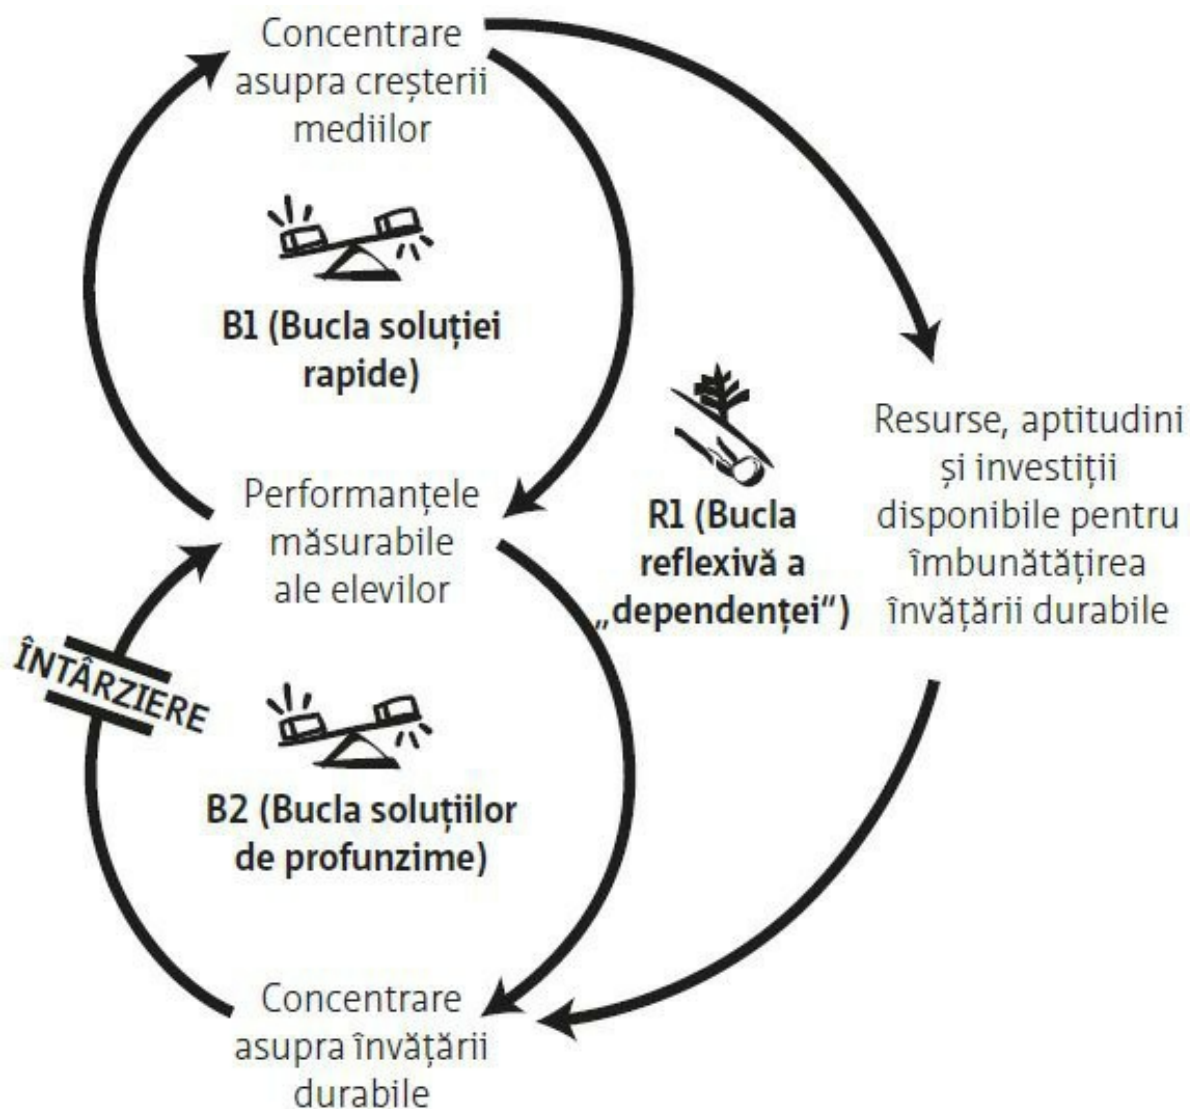 Concentrare
asupra creșterii
mediilor
B1 (Bucla soluției
rapide)
Performanțele
măsurabile
ale elevilor
R1 (Bucla
reflexivă a
„dependenței“)
Resurse, aptitudini
și investiții
disponibile pentru
îmbunătățirea
învățării durabile
ÎNTÂRZIERE
B2 (Bucla soluțiilor
de profunzime)
Concentrare
asupra învățării
durabile